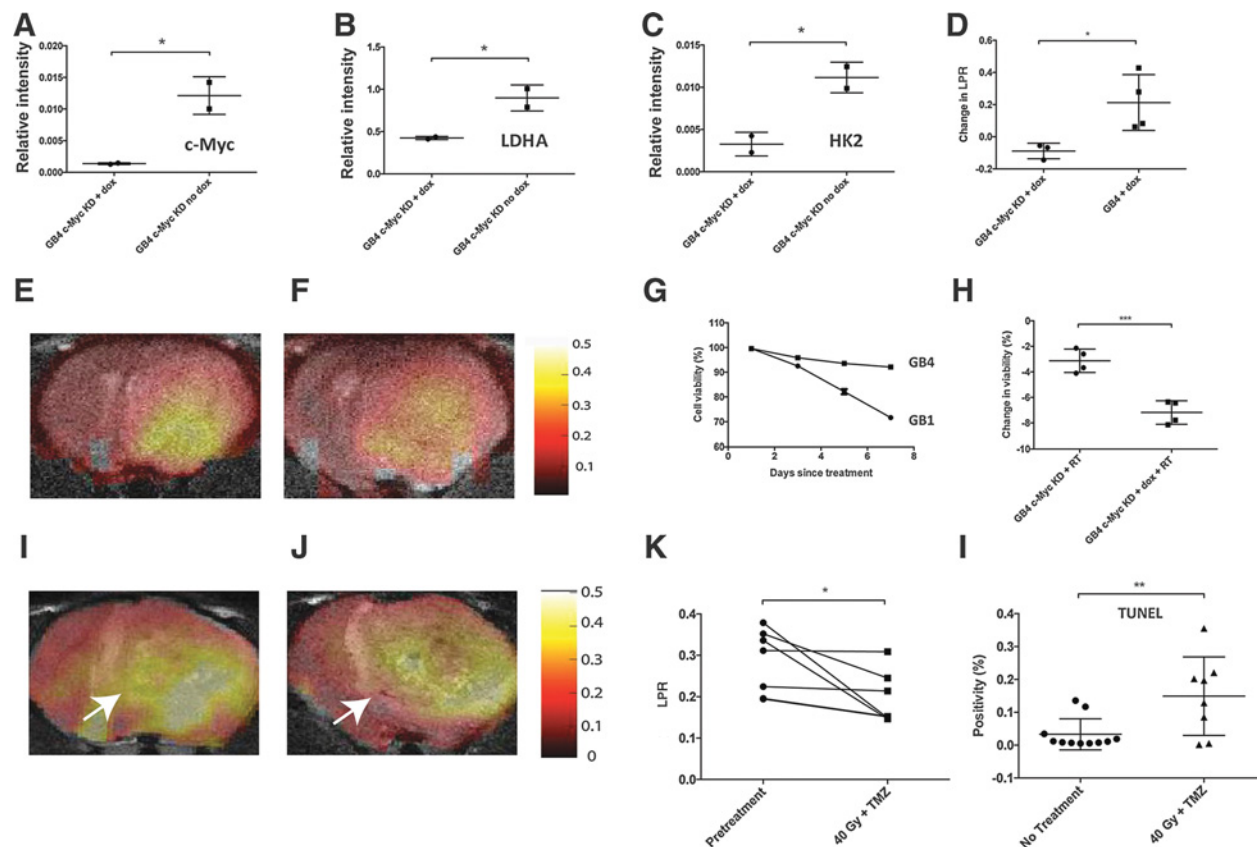 A
*
Relative intensity
0.020
0.015
0.010
0.005
0.000
c-Myc
GB4 c-Myc KD + dox
GB4 c-Myc KD no dox
B
*
Relative intensity
1.5
1.0
0.5
0.0
LDHA
GB4 c-Myc KD + dox
GB4 c-Myc KD no dox
C
*
Relative intensity
0.015
0.010
0.005
0.000
HK2
GB4 c-Myc KD + dox
GB4 c-Myc KD no dox
D
*
Change in LPR
0.6
0.4
0.2
0.0
-0.2
GB4 c-Myc KD + dox
GB4 + dox
E
F
0.5
0.4
0.3
0.2
0.1
G
Cell viability (%)
110
100
90
80
70
60
GB4
GB1
0 2 4 6 8
Days since treatment
H
***
Change in viability (%)
0
-2
-4
-6
-8
-10
GB4 c-Myc KD + RT
GB4 c-Myc KD + dox + RT
I
J
0.5
0.4
0.3
0.2
0.1
0
K
*
LPR
0.4
0.3
0.2
0.1
0.0
Pretreatment
40 Gy + TMZ
I
**
TUNEL
Positivity (%)
0.5
0.4
0.3
0.2
0.1
0.0
-0.1
No Treatment
40 Gy + TMZ